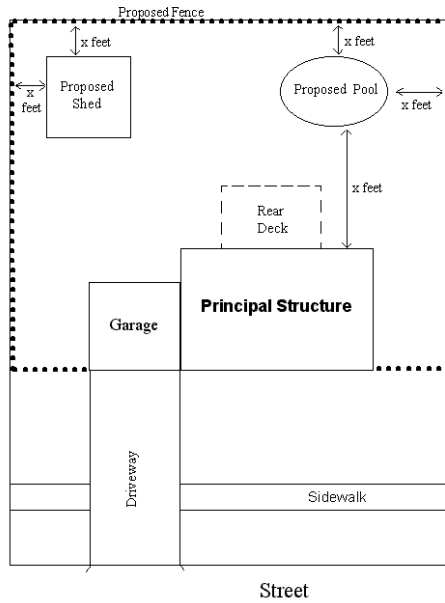 Proposed Fence
x feet
x feet
x
feet
Proposed
Shed
Proposed Pool
x feet
x feet
Rear
Deck
Garage
Principal Structure
Driveway
Sidewalk
Street